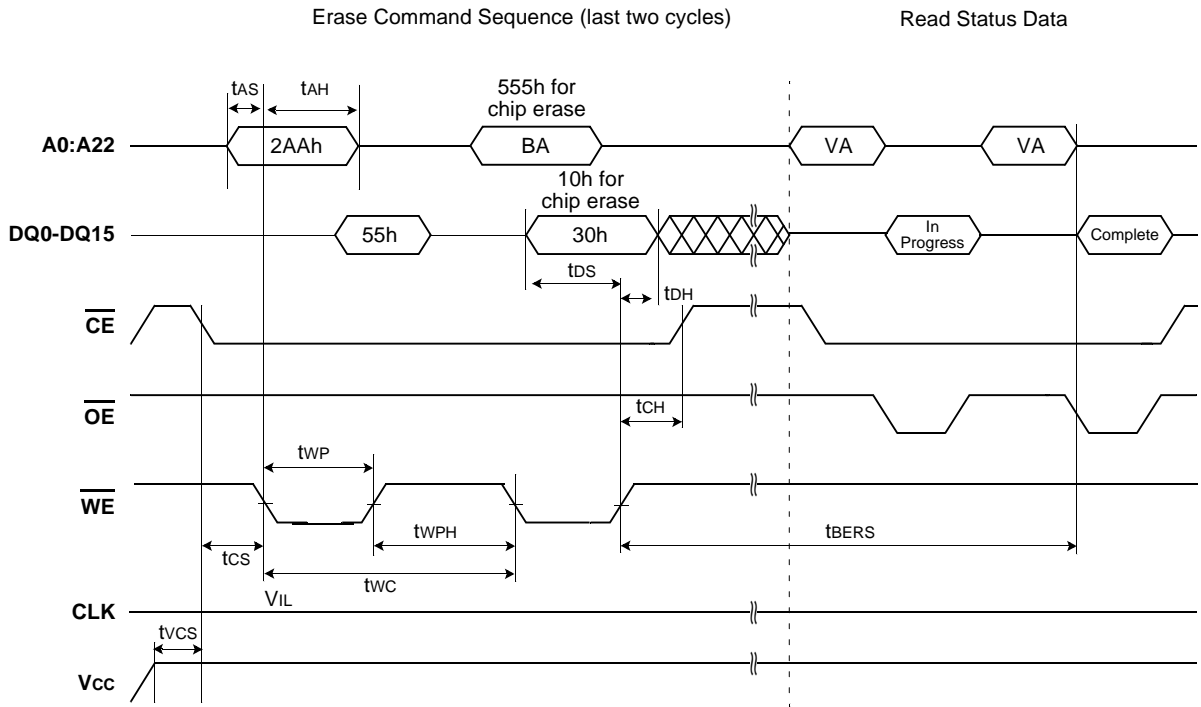 Erase Command Sequence (last two cycles)
Read Status Data
tAS
tAH
555h for
chip erase
A0:A22
2AAh
BA
VA
VA
10h for
chip erase
DQ0-DQ15
55h
30h
In
Progress
Complete
tDS
tDH
CE
OE
tCH
tWP
WE
tWPH
tBERS
tCS
tWC
VIL
CLK
tVCS
Vcc